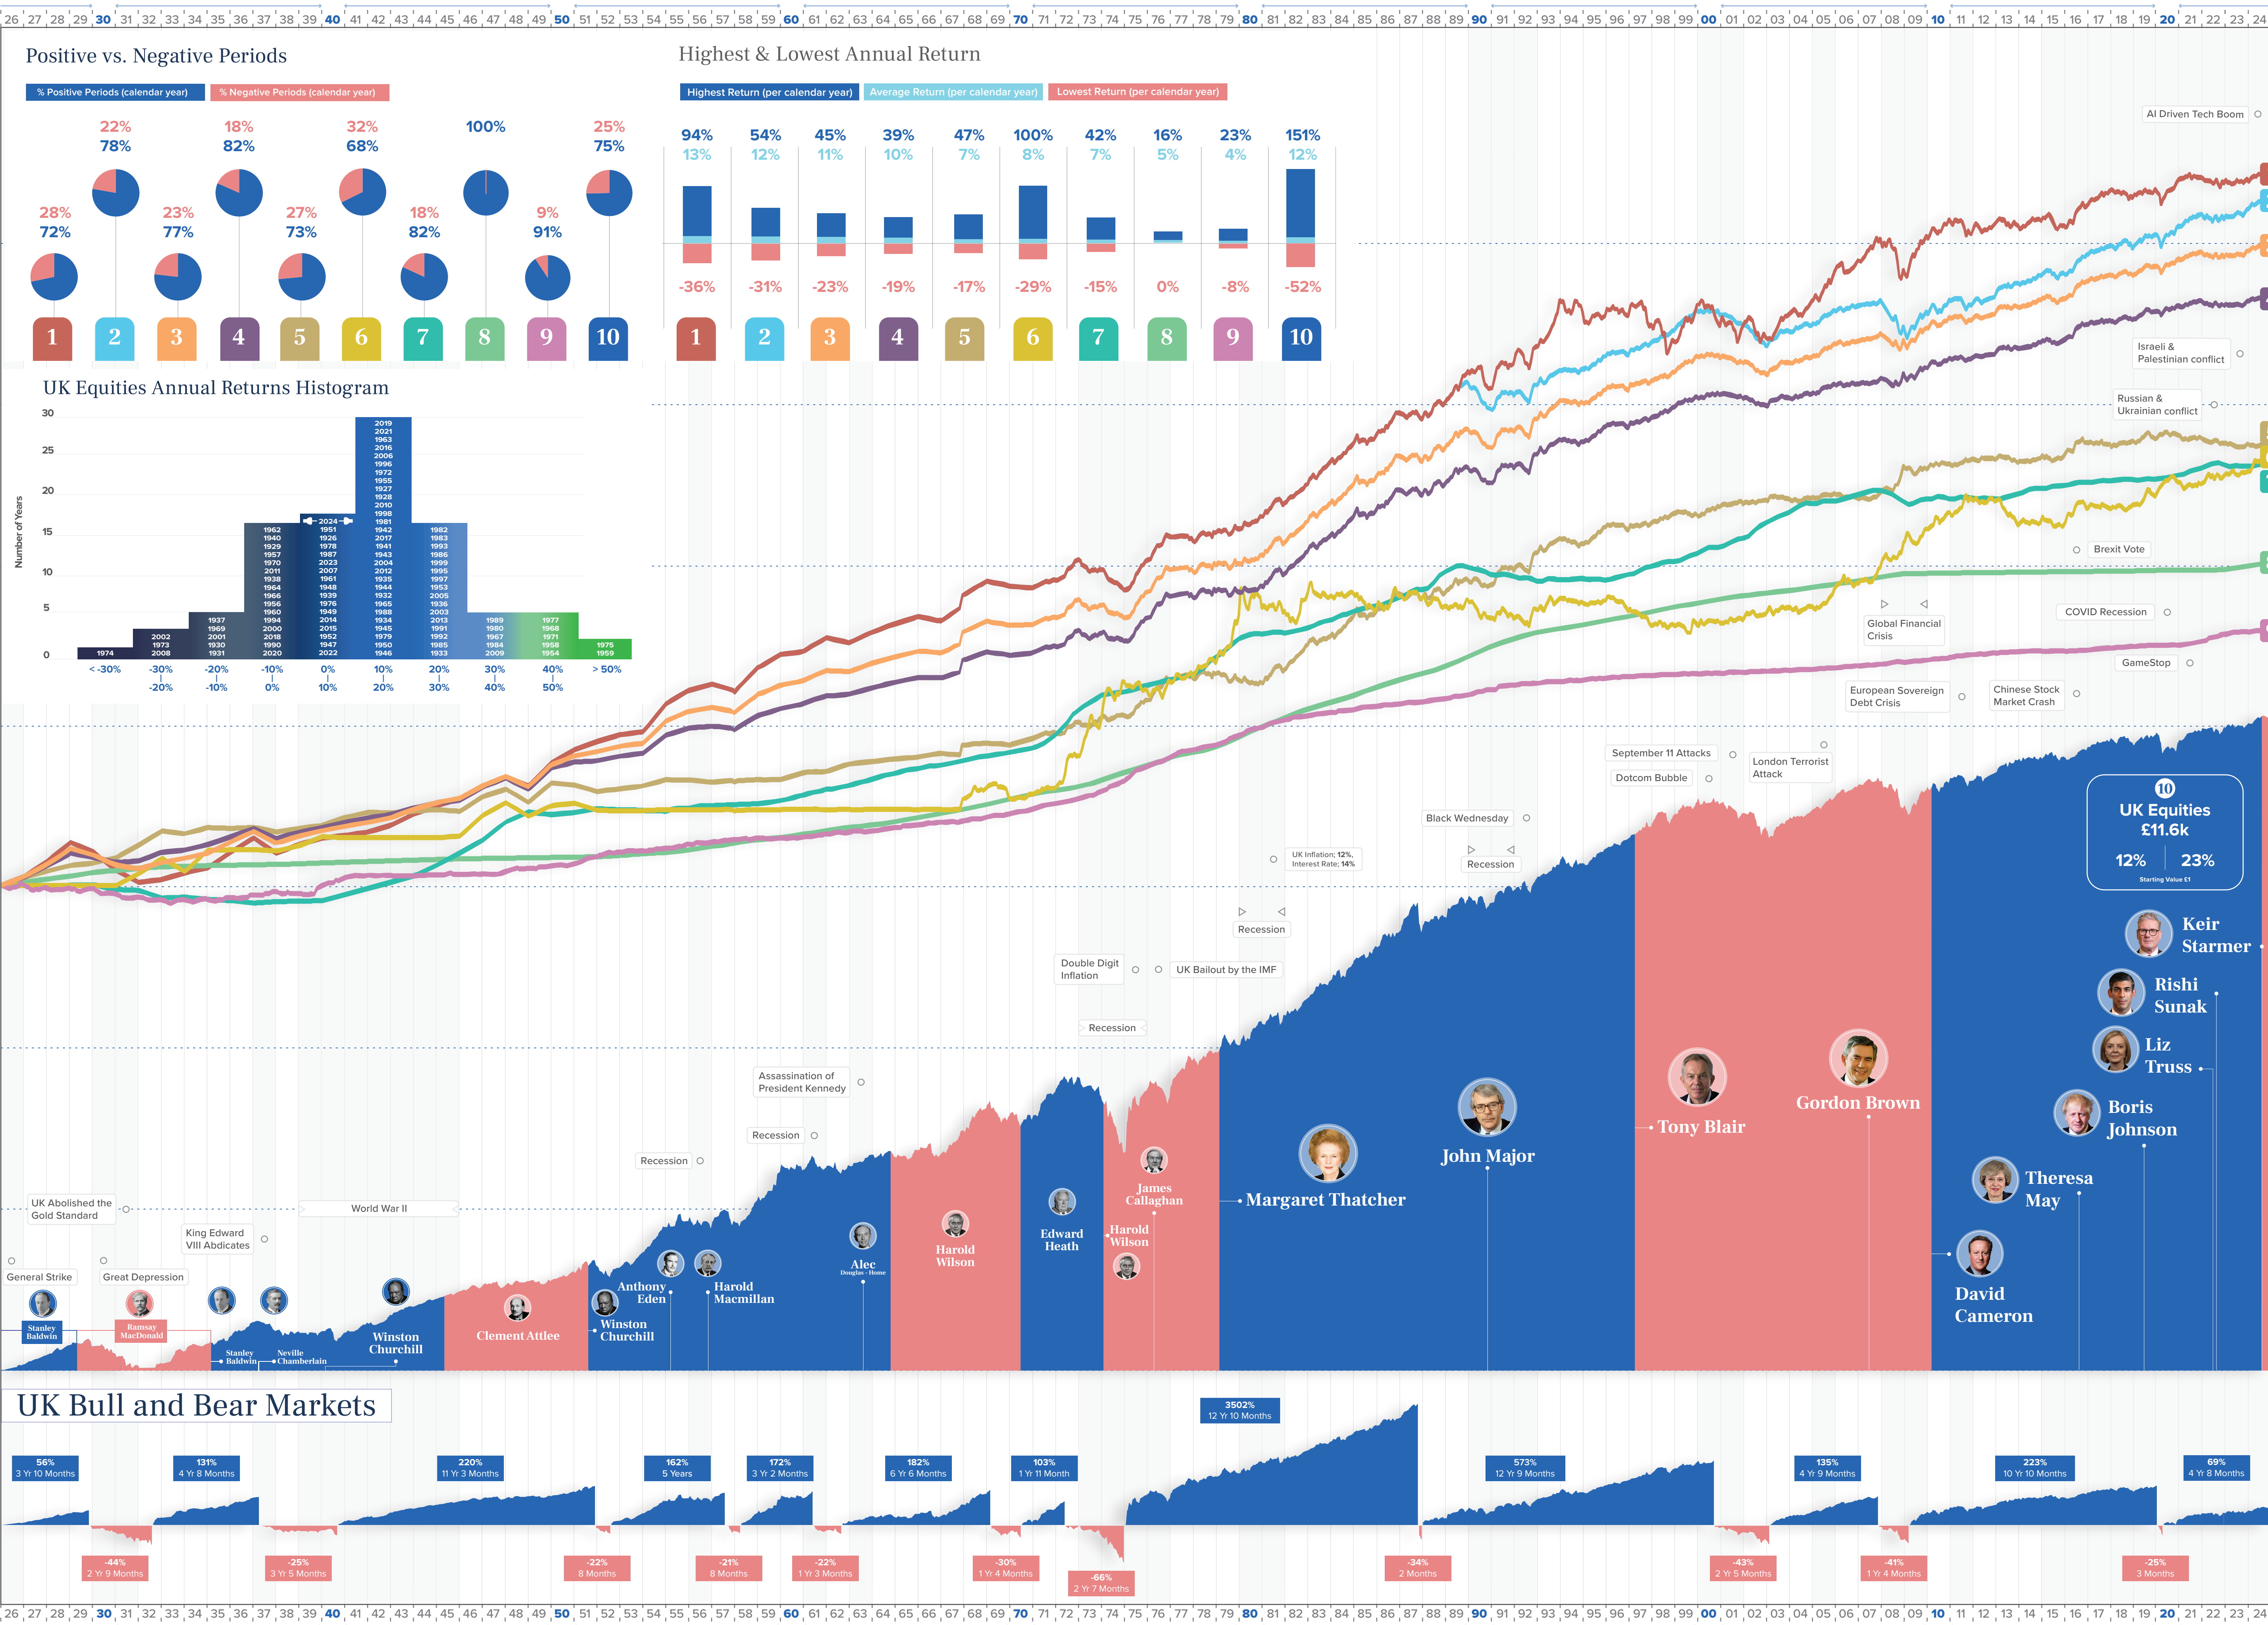 26 27 28 29 30 31 32 33 34 35 36 37 38 39 40 41 42 43 44 45 46 47 48 49 50 51 52 53 54 55 56 57 58 59 60 61 62 63 64 65 66 67 68 69 70 71 72 73 74 75 76 77 78 79 80 81 82 83 84 85 86 87 88 89 90 91 92 93 94 95 96 97 98 99 00 01 02 03 04 05 06 07 08 09 10 11 12 13 14 15 16 17 18 19 20 21 22 23 24
Positive vs. Negative Periods
% Positive Periods (calendar year)
% Negative Periods (calendar year)
22% 18% 32% 100% 25%
78% 82% 68% 75%
28% 23% 27% 18% 9%
72% 77% 73% 82% 91%
1 2 3 4 5 6 7 8 9 10
Highest & Lowest Annual Return
Highest Return (per calendar year)
Average Return (per calendar year)
Lowest Return (per calendar year)
94% 54% 45% 39% 47% 100% 42% 16% 23% 151%
13% 12% 11% 10% 7% 8% 7% 5% 4% 12%
-36% -31% -23% -19% -17% -29% -15% 0% -8% -52%
1 2 3 4 5 6 7 8 9 10
UK Equities Annual Returns Histogram
Number of Years
30
25
20
15
10
5
0
1974
2002
1973
2008
1937
1969
2001
1930
1931
1962
1940
1929
1957
1970
2011
1938
1964
1966
1956
1960
1994
2000
2018
1990
2020
2024
1951
1926
1978
1987
2023
2007
1961
1948
1939
1976
1949
2014
2015
1952
1947
2022
2019
2021
1963
2016
2006
1996
1972
1955
1927
1928
2010
1998
1981
1942
2017
1941
1943
2004
2012
1935
1944
1932
1965
1988
1934
1945
1979
1950
1946
1982
1983
1993
1986
1999
1995
1997
1953
2005
1936
2003
2013
1991
1992
1985
1933
1989
1980
1967
1984
2009
1977
1968
1971
1958
1954
1975
1959
< -30% -30% -20% -10% 0% 10% 20% 30% 40% > 50%
-20% -10% 0% 10% 20% 30% 40% 50%
AI Driven Tech Boom
Israeli &
Palestinian conflict
Russian &
Ukrainian conflict
Brexit Vote
Global Financial
Crisis
COVID Recession
GameStop
European Sovereign
Debt Crisis
Chinese Stock
Market Crash
September 11 Attacks
London Terrorist
Attack
Dotcom Bubble
Black Wednesday
UK Inflation; 12%,
Interest Rate; 14%
Recession
Recession
Double Digit
Inflation
UK Bailout by the IMF
Recession
Assassination of
President Kennedy
Recession
Recession
UK Abolished the
Gold Standard
World War II
King Edward
VIII Abdicates
General Strike
Great Depression
10
UK Equities
£11.6k
12% 23%
Starting Value £1
Keir
Starmer
Rishi
Sunak
Liz
Truss
Boris
Johnson
Theresa
May
David
Cameron
Gordon Brown
Tony Blair
John Major
Margaret Thatcher
James
Callaghan
Harold
Wilson
Edward
Heath
Harold
Wilson
Alec
Douglas - Home
Harold
Macmillan
Anthony
Eden
Winston
Churchill
Clement Attlee
Winston
Churchill
Neville
Chamberlain
Stanley
Baldwin
Ramsay
MacDonald
Stanley
Baldwin
UK Bull and Bear Markets
56%
3 Yr 10 Months
131%
4 Yr 8 Months
220%
11 Yr 3 Months
162%
5 Years
172%
3 Yr 2 Months
182%
6 Yr 6 Months
103%
1 Yr 11 Month
3502%
12 Yr 10 Months
573%
12 Yr 9 Months
135%
4 Yr 9 Months
223%
10 Yr 10 Months
69%
4 Yr 8 Months
-44%
2 Yr 9 Months
-25%
3 Yr 5 Months
-22%
8 Months
-21%
8 Months
-22%
1 Yr 3 Months
-30%
1 Yr 4 Months
-66%
2 Yr 7 Months
-34%
2 Months
-43%
2 Yr 5 Months
-41%
1 Yr 4 Months
-25%
3 Months
26 27 28 29 30 31 32 33 34 35 36 37 38 39 40 41 42 43 44 45 46 47 48 49 50 51 52 53 54 55 56 57 58 59 60 61 62 63 64 65 66 67 68 69 70 71 72 73 74 75 76 77 78 79 80 81 82 83 84 85 86 87 88 89 90 91 92 93 94 95 96 97 98 99 00 01 02 03 04 05 06 07 08 09 10 11 12 13 14 15 16 17 18 19 20 21 22 23 24